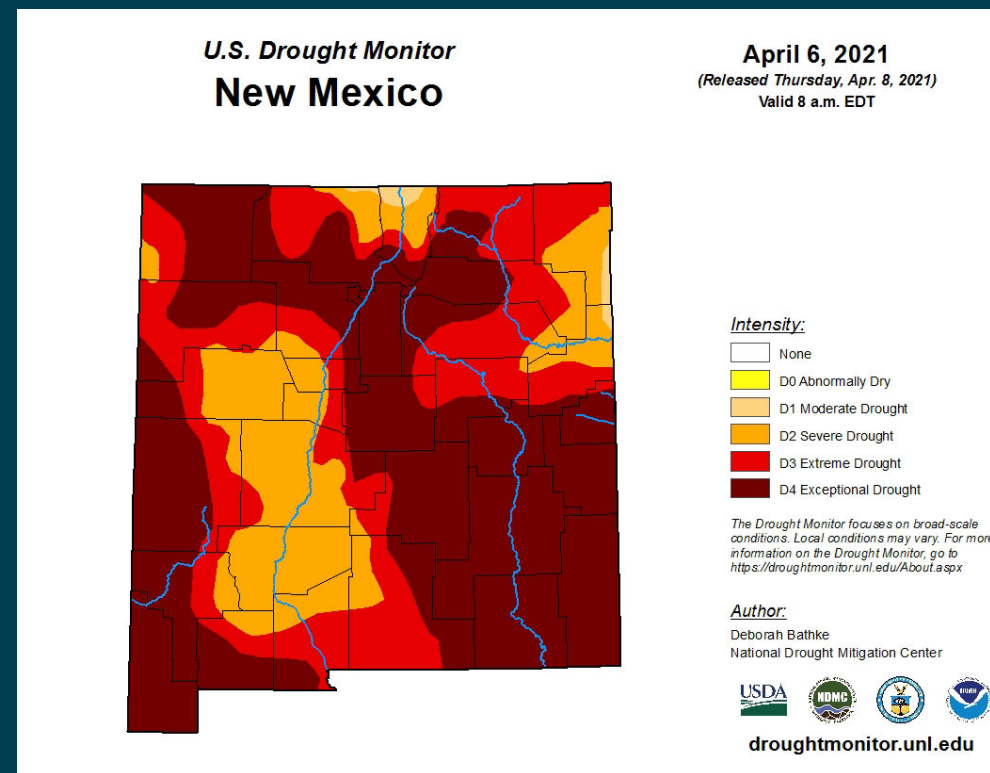 U.S. Drought Monitor
New Mexico
April 6, 2021
(Released Thursday, Apr. 8, 2021)
Valid 8 a.m. EDT
Intensity:
None
D0 Abnormally Dry
D1 Moderate Drought
D2 Severe Drought
D3 Extreme Drought
D4 Exceptional Drought
The Drought Monitor focuses on broad-scale
conditions. Local conditions may vary. For more
information on the Drought Monitor, go to
https://droughtmonitor.unl.edu/About.aspx
Author:
Deborah Bathke
National Drought Mitigation Center
USDA
NDMC
droughtmonitor.unl.edu